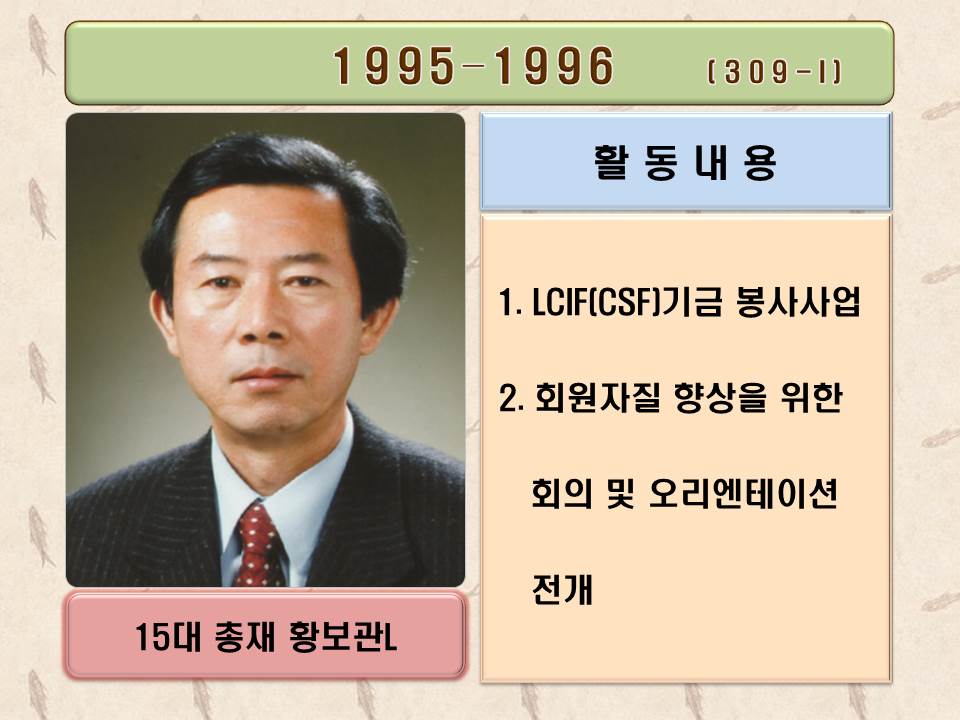 1995-1996 (309-I)
활 동 내 용
1. LCIF(CSF)기금 봉사사업
2. 회원자질 향상을 위한
회의 및 오리엔테이션
전개
15대 총재 황보관L